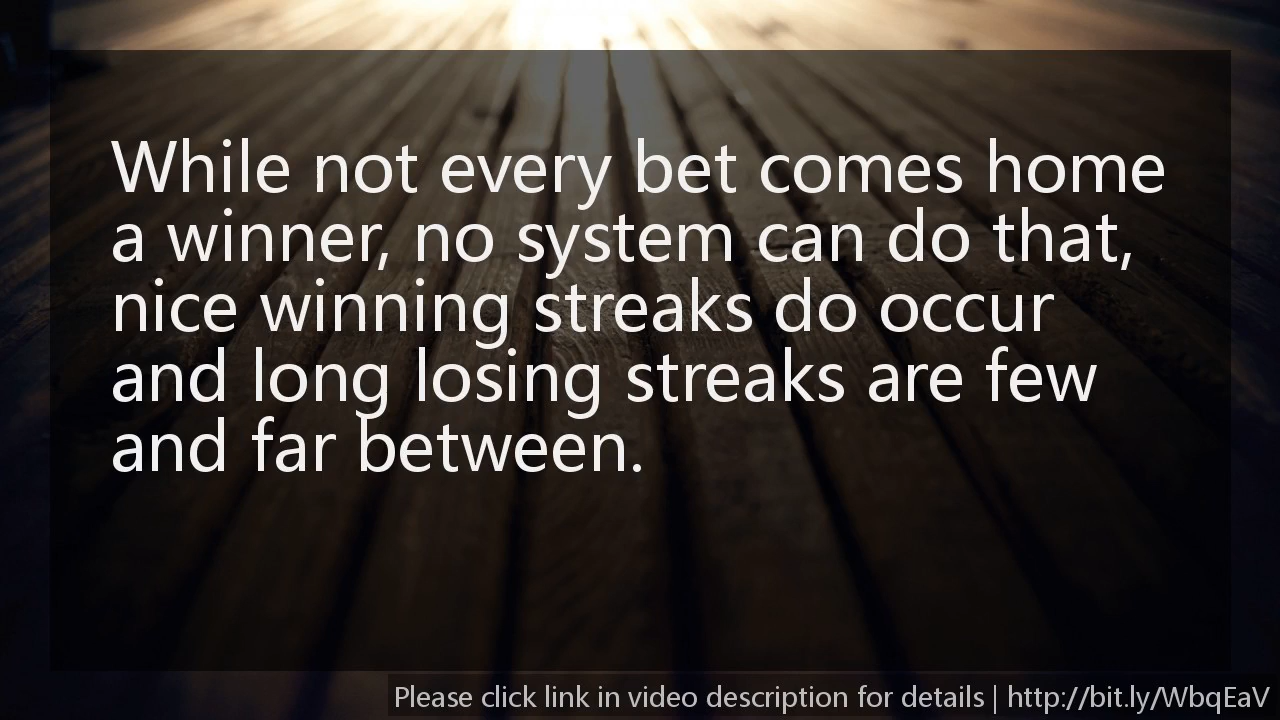 While not every bet comes home
a winner, no system can do that,
nice winning streaks do occur
and long losing streaks are few
and far between.
Please click link in video description for details | http://bit.ly/WbqEaV